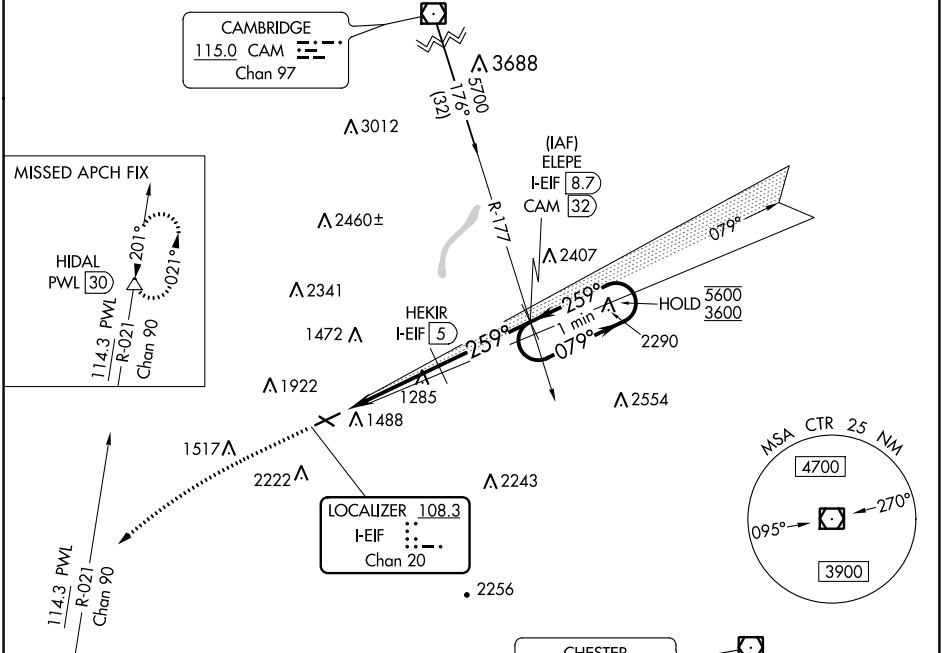 CAMBRIDGE
115.0 CAM
Chan 97
3688
5700
176°
(32)
3012
(IAF)
ELEPE
I-EIF 8.7
CAM 32
MISSED APCH FIX
201°
021°
HIDAL
PWL 30
114.3 PWL
R-021
Chan 90
2460±
R-177
079°
2407
2341
HEKIR
I-EIF 5
259°
259°
1 min
079°
HOLD 5600
3600
2290
1472
1922
1285
1488
2554
1517
2222
2243
LOCALIZER 108.3
I-EIF
Chan 20
2256
MSA CTR 25 NM
4700
270°
095°
3900
114.3 PWL
R-021
Chan 90
CHESTER